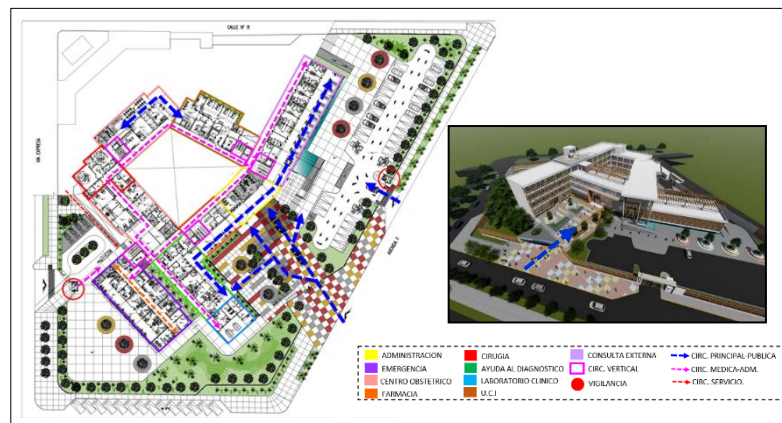 CALLE Nº 8
VIA EXPRESA
AVENIDA
ADMINISTRACION
EMERGENCIA
CENTRO OBSTETRICO
FARMACIA
CIRUGIA
AYUDA AL DIAGNOSTICO
LABORATORIO CLINICO
U.C.I
CONSULTA EXTERNA
CIRC. VERTICAL
VIGILANCIA
CIRC. PRINCIPAL-PUBLICA
CIRC. MEDICA-ADM.
CIRC. SERVICIO.